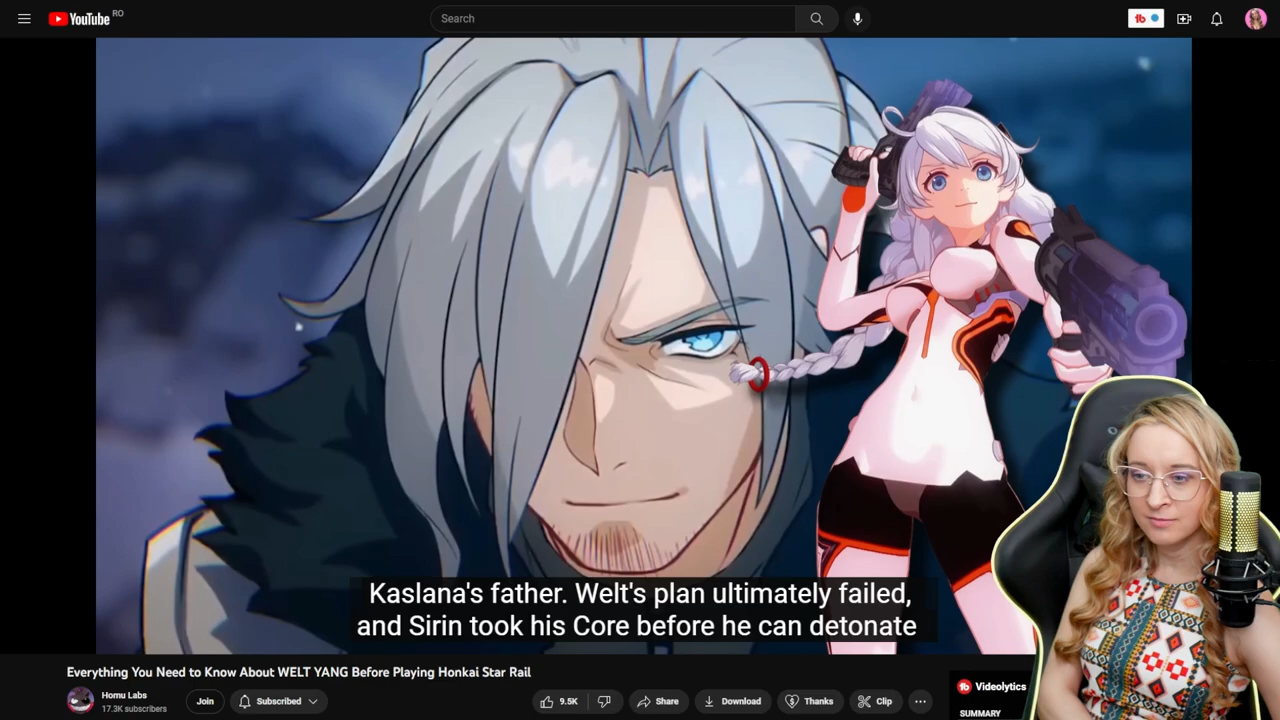 YouTube RO
Search
Kaslana's father. Welt's plan ultimately failed,
and Sirin took his Core before he can detonate
Everything You Need to Know About WELT YANG Before Playing Honkai Star Rail
Homu Labs
17.3K subscribers
Join
Subscribed
9.5K
Share
Download
Thanks
Clip
Videolytics
SUMMARY